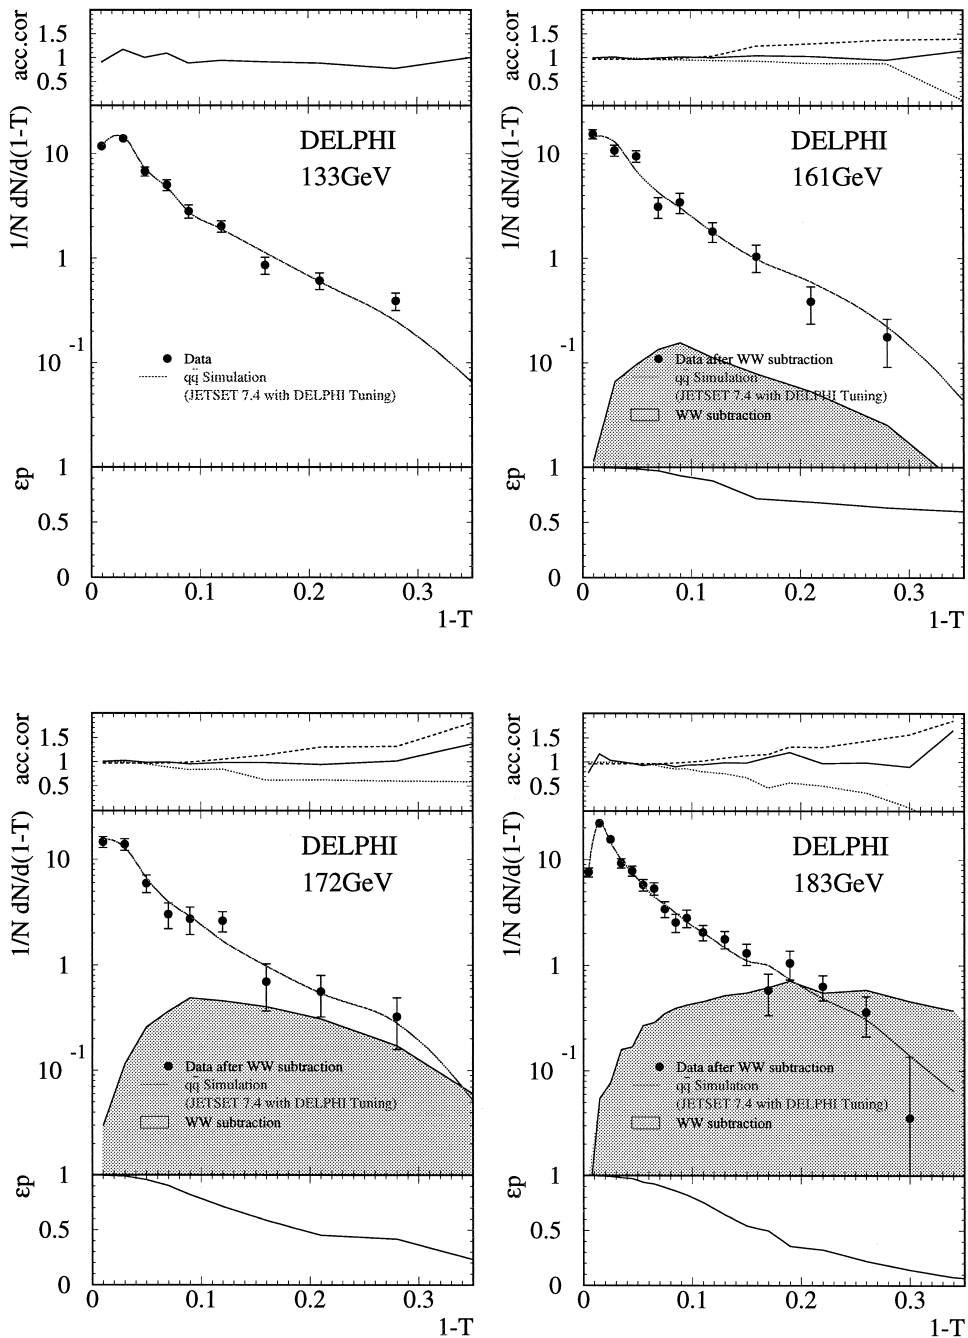 acc.cor
1.5
1
0.5
1/N dN/d(1-T)
10
1
10 -1
DELPHI
133GeV
Data
qq̄ Simulation
(JETSET 7.4 with DELPHI Tuning)
εp
1
0.5
0
0 0.1 0.2 0.3
1-T
acc.cor
1.5
1
0.5
1/N dN/d(1-T)
10
1
10 -1
DELPHI
161GeV
Data after WW subtraction
qq̄ Simulation
(JETSET 7.4 with DELPHI Tuning)
WW subtraction
εp
1
0.5
0
0 0.1 0.2 0.3
1-T
acc.cor
1.5
1
0.5
1/N dN/d(1-T)
10
1
10 -1
DELPHI
172GeV
Data after WW subtraction
qq̄ Simulation
(JETSET 7.4 with DELPHI Tuning)
WW subtraction
εp
1
0.5
0
0 0.1 0.2 0.3
1-T
acc.cor
1.5
1
0.5
1/N dN/d(1-T)
10
1
10 -1
DELPHI
183GeV
Data after WW subtraction
qq̄ Simulation
(JETSET 7.4 with DELPHI Tuning)
WW subtraction
εp
1
0.5
0
0 0.1 0.2 0.3
1-T